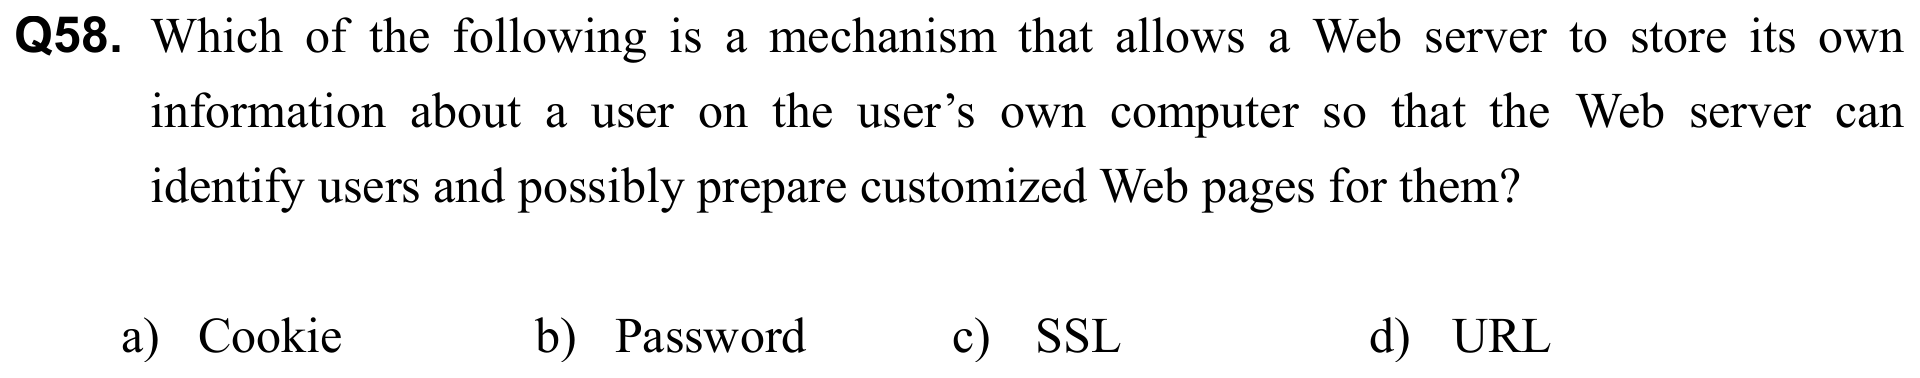 Q58. Which of the following is a mechanism that allows a Web server to store its own
information about a user on the user's own computer so that the Web server can
identify users and possibly prepare customized Web pages for them?
a) Cookie b) Password c) SSL d) URL